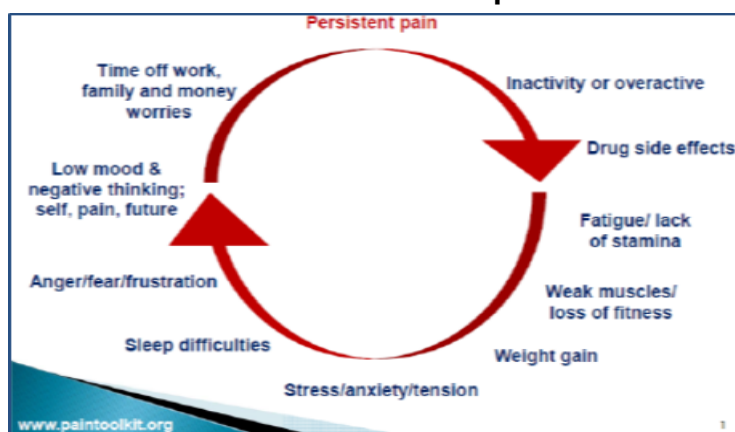 Persistent pain
Inactivity or overactive
Drug side effects
Fatigue/ lack
of stamina
Weak muscles/
loss of fitness
Weight gain
Stress/anxiety/tension
Sleep difficulties
Anger/fear/frustration
Low mood &
negative thinking;
self, pain, future
Time off work,
family and money
worries
www.paintoolkit.org
1